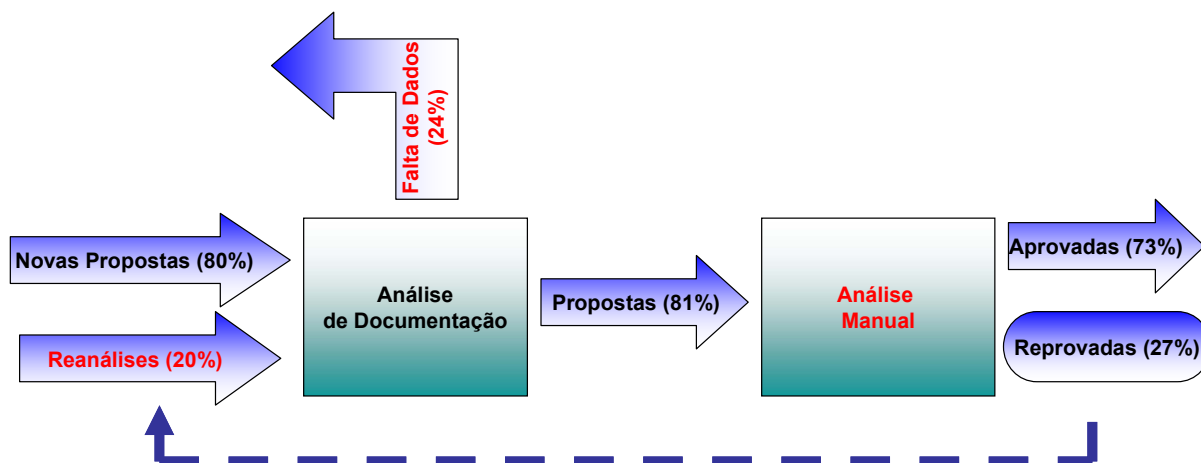 Falta de Dados
(24%)
Novas Propostas (80%)
Reanálises (20%)
Análise
de Documentação
Propostas (81%)
Análise
Manual
Aprovadas (73%)
Reprovadas (27%)